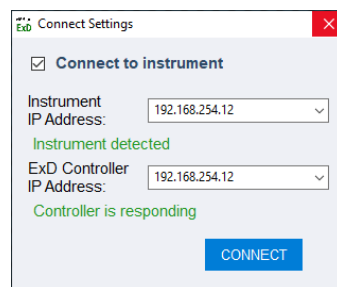 ExD Connect Settings
Connect to instrument
Instrument
IP Address:
192.168.254.12
Instrument detected
ExD Controller
IP Address:
192.168.254.12
Controller is responding
CONNECT